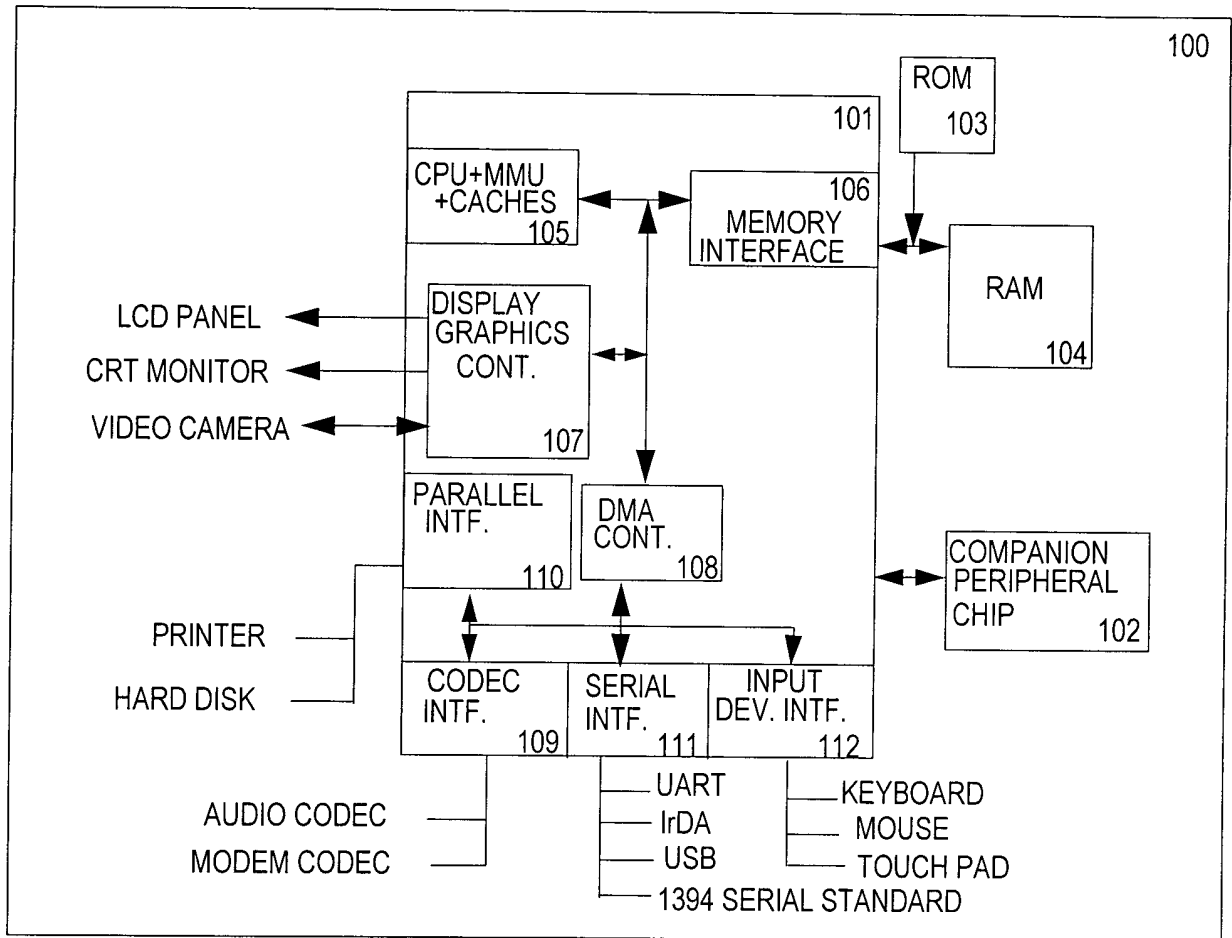 100
ROM
103
101
CPU+MMU
+CACHES
105
106
MEMORY
INTERFACE
RAM
104
LCD PANEL
CRT MONITOR
VIDEO CAMERA
DISPLAY
GRAPHICS
CONT.
107
PARALLEL
INTF.
110
DMA
CONT.
108
COMPANION
PERIPHERAL
CHIP
102
PRINTER
HARD DISK
CODEC
INTF.
109
SERIAL
INTF.
111
INPUT
DEV. INTF.
112
AUDIO CODEC
MODEM CODEC
UART
IrDA
USB
1394 SERIAL STANDARD
KEYBOARD
MOUSE
TOUCH PAD